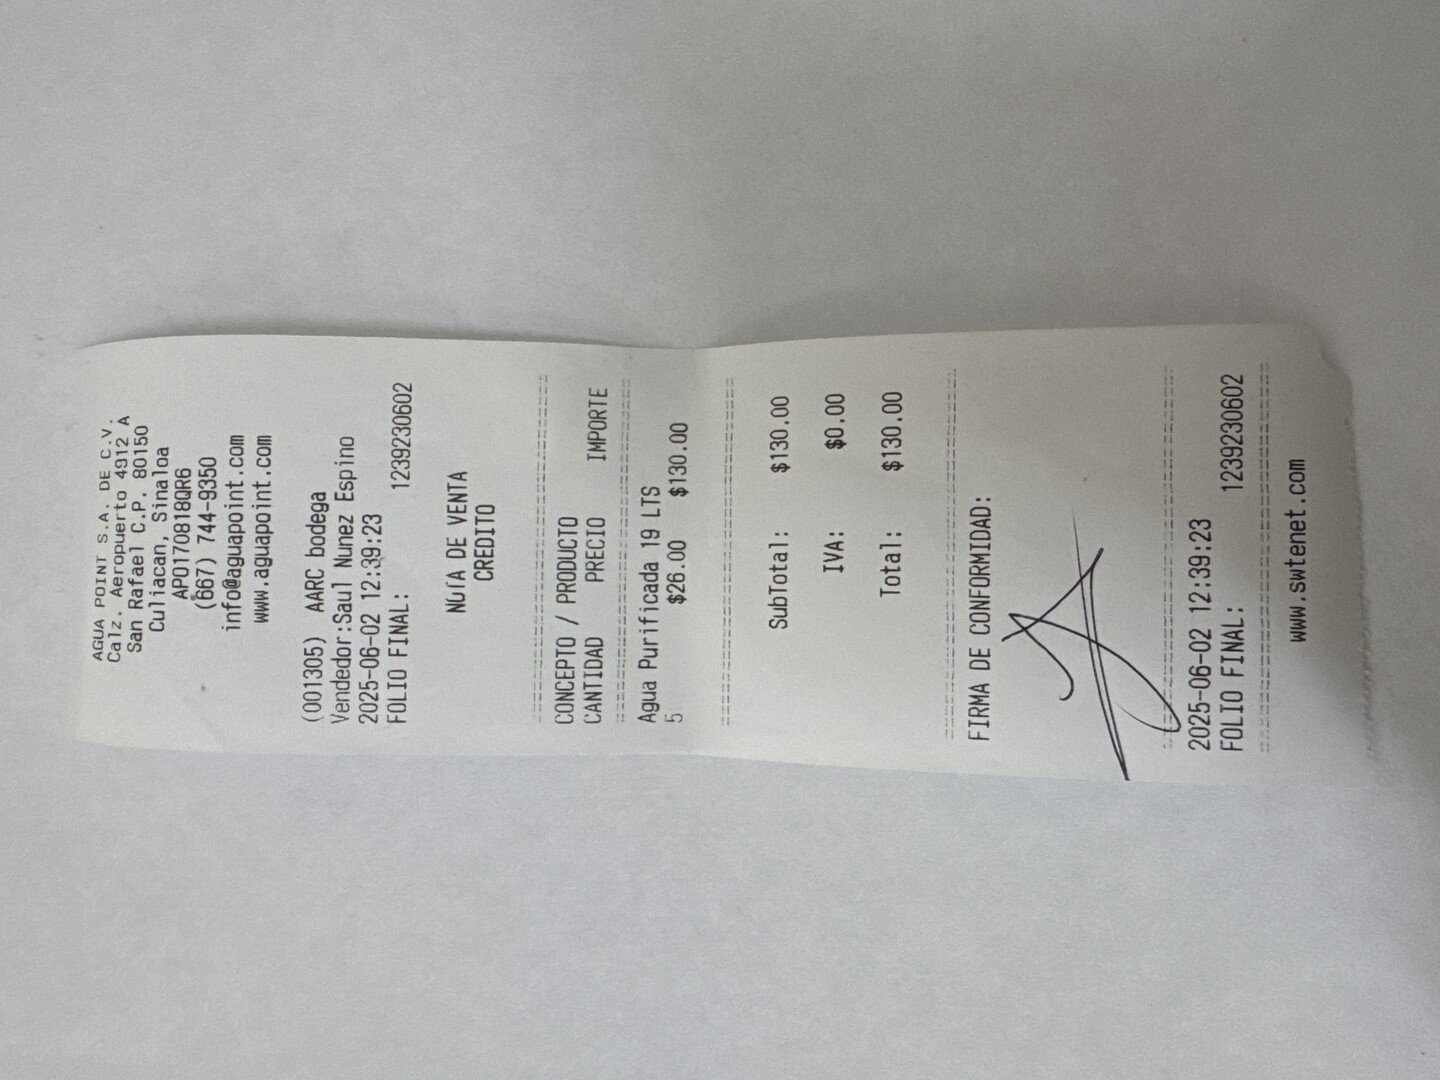 AGUA POINT S.A. DE C.V.
Calz. Aeropuerto 4912 A
San Rafael C.P. 80150
Culiacan, Sinaloa
APO170818QR6
(667) 744-9350
info@aguapoint.com
www.aguapoint.com
(001305) AARC bodega
Vendedor:Saul Nunez Espino
2025-06-02 12:39:23
FOLIO FINAL: 1239230602
DE VENTA
CREDITO
CONCEPTO / PRODUCTO
CANTIDAD PRECIO IMPORTE
Agua Purificada 19 LTS
5 $26.00 $130.00
SubTotal: $130.00
IVA: $0.00
Total: $130.00
FIRMA DE CONFORMIDAD:
2025-06-02 12:39:23
FOLIO FINAL: 1239230602
www.swtenet.com